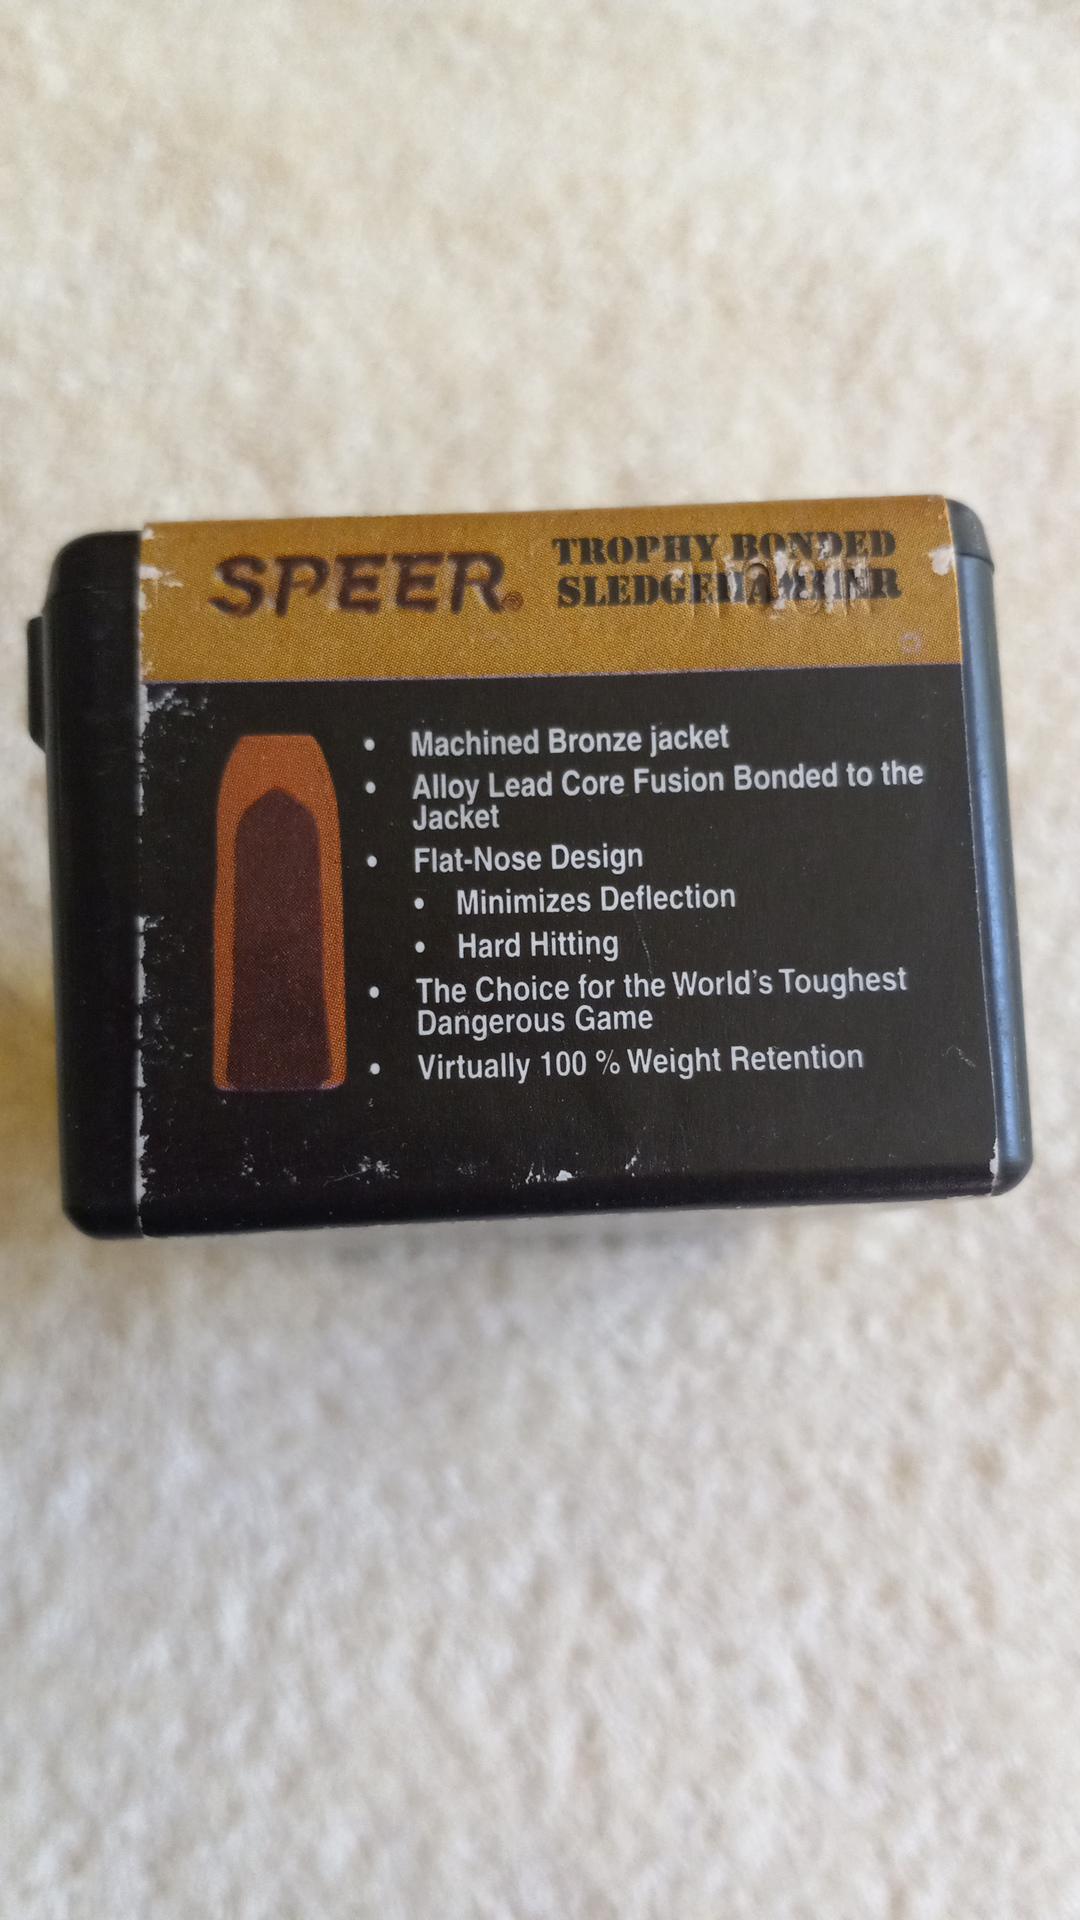 SPEER®
TROPHY BONDED
SLEDGEHAMMER
• Machined Bronze jacket
• Alloy Lead Core Fusion Bonded to the
Jacket
• Flat-Nose Design
• Minimizes Deflection
• Hard Hitting
• The Choice for the World's Toughest
Dangerous Game
• Virtually 100 % Weight Retention